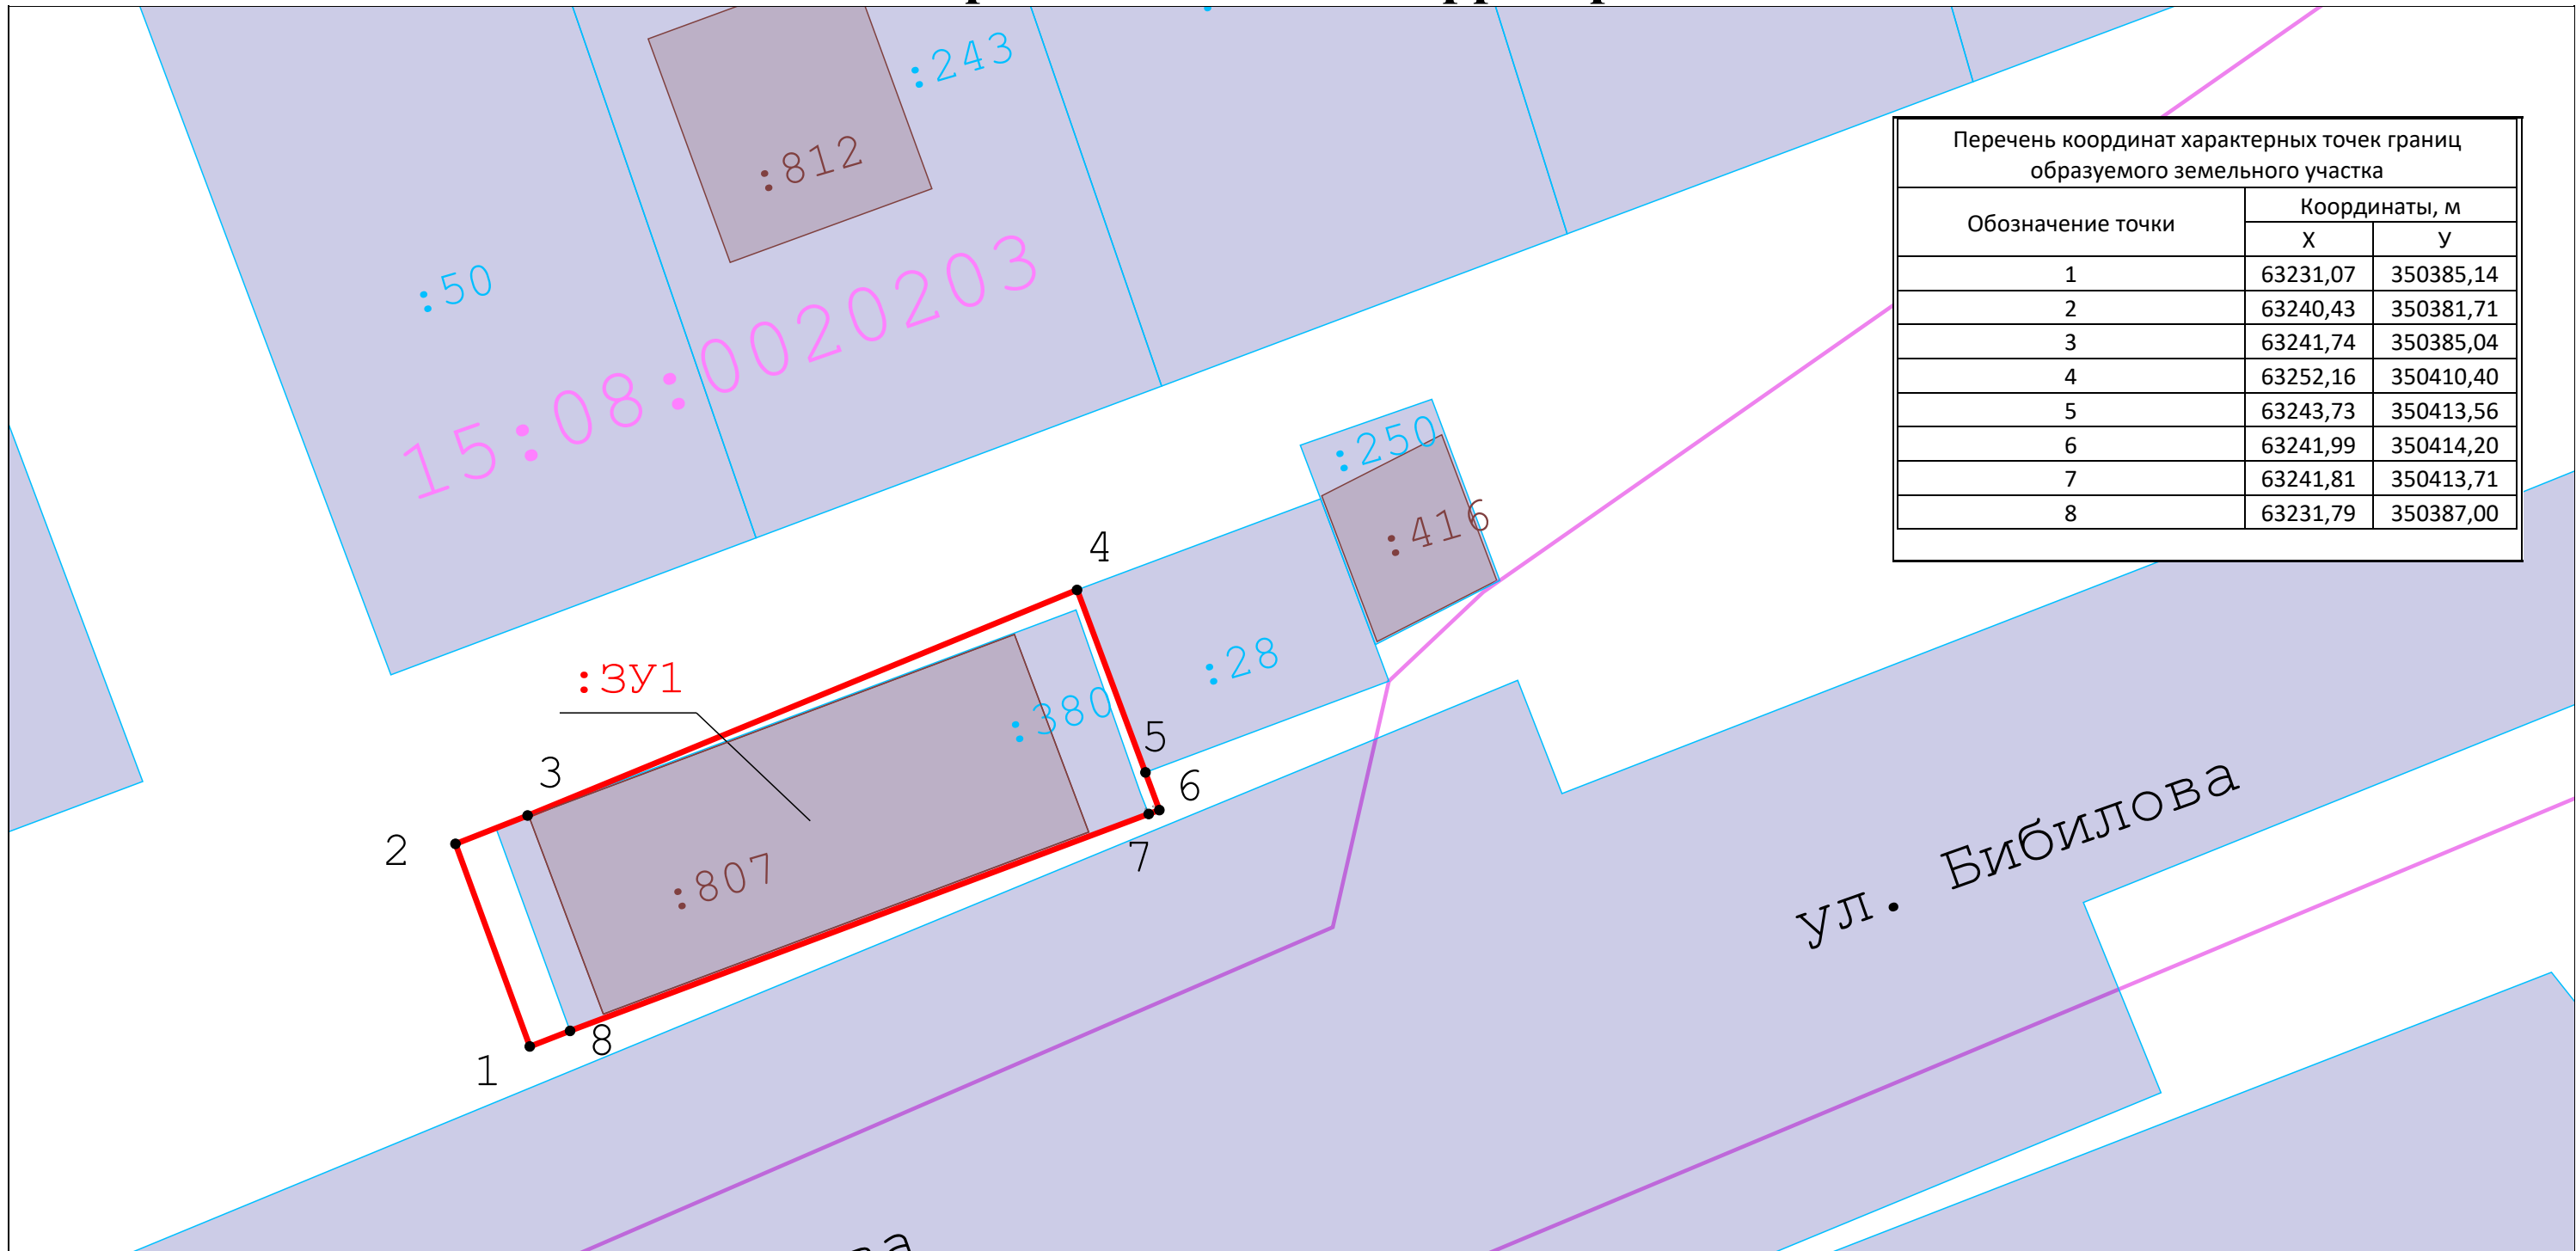 :243
:812
:50
15:08:0020203
:250
:416
:28
:ЗУ1
:380
:807
1
2
3
4
5
6
7
8
ул. Бибилова
Перечень координат характерных точек границ
образуемого земельного участка
Обозначение точки Координаты, м
X У
1 63231,07 350385,14
2 63240,43 350381,71
3 63241,74 350385,04
4 63252,16 350410,40
5 63243,73 350413,56
6 63241,99 350414,20
7 63241,81 350413,71
8 63231,79 350387,00